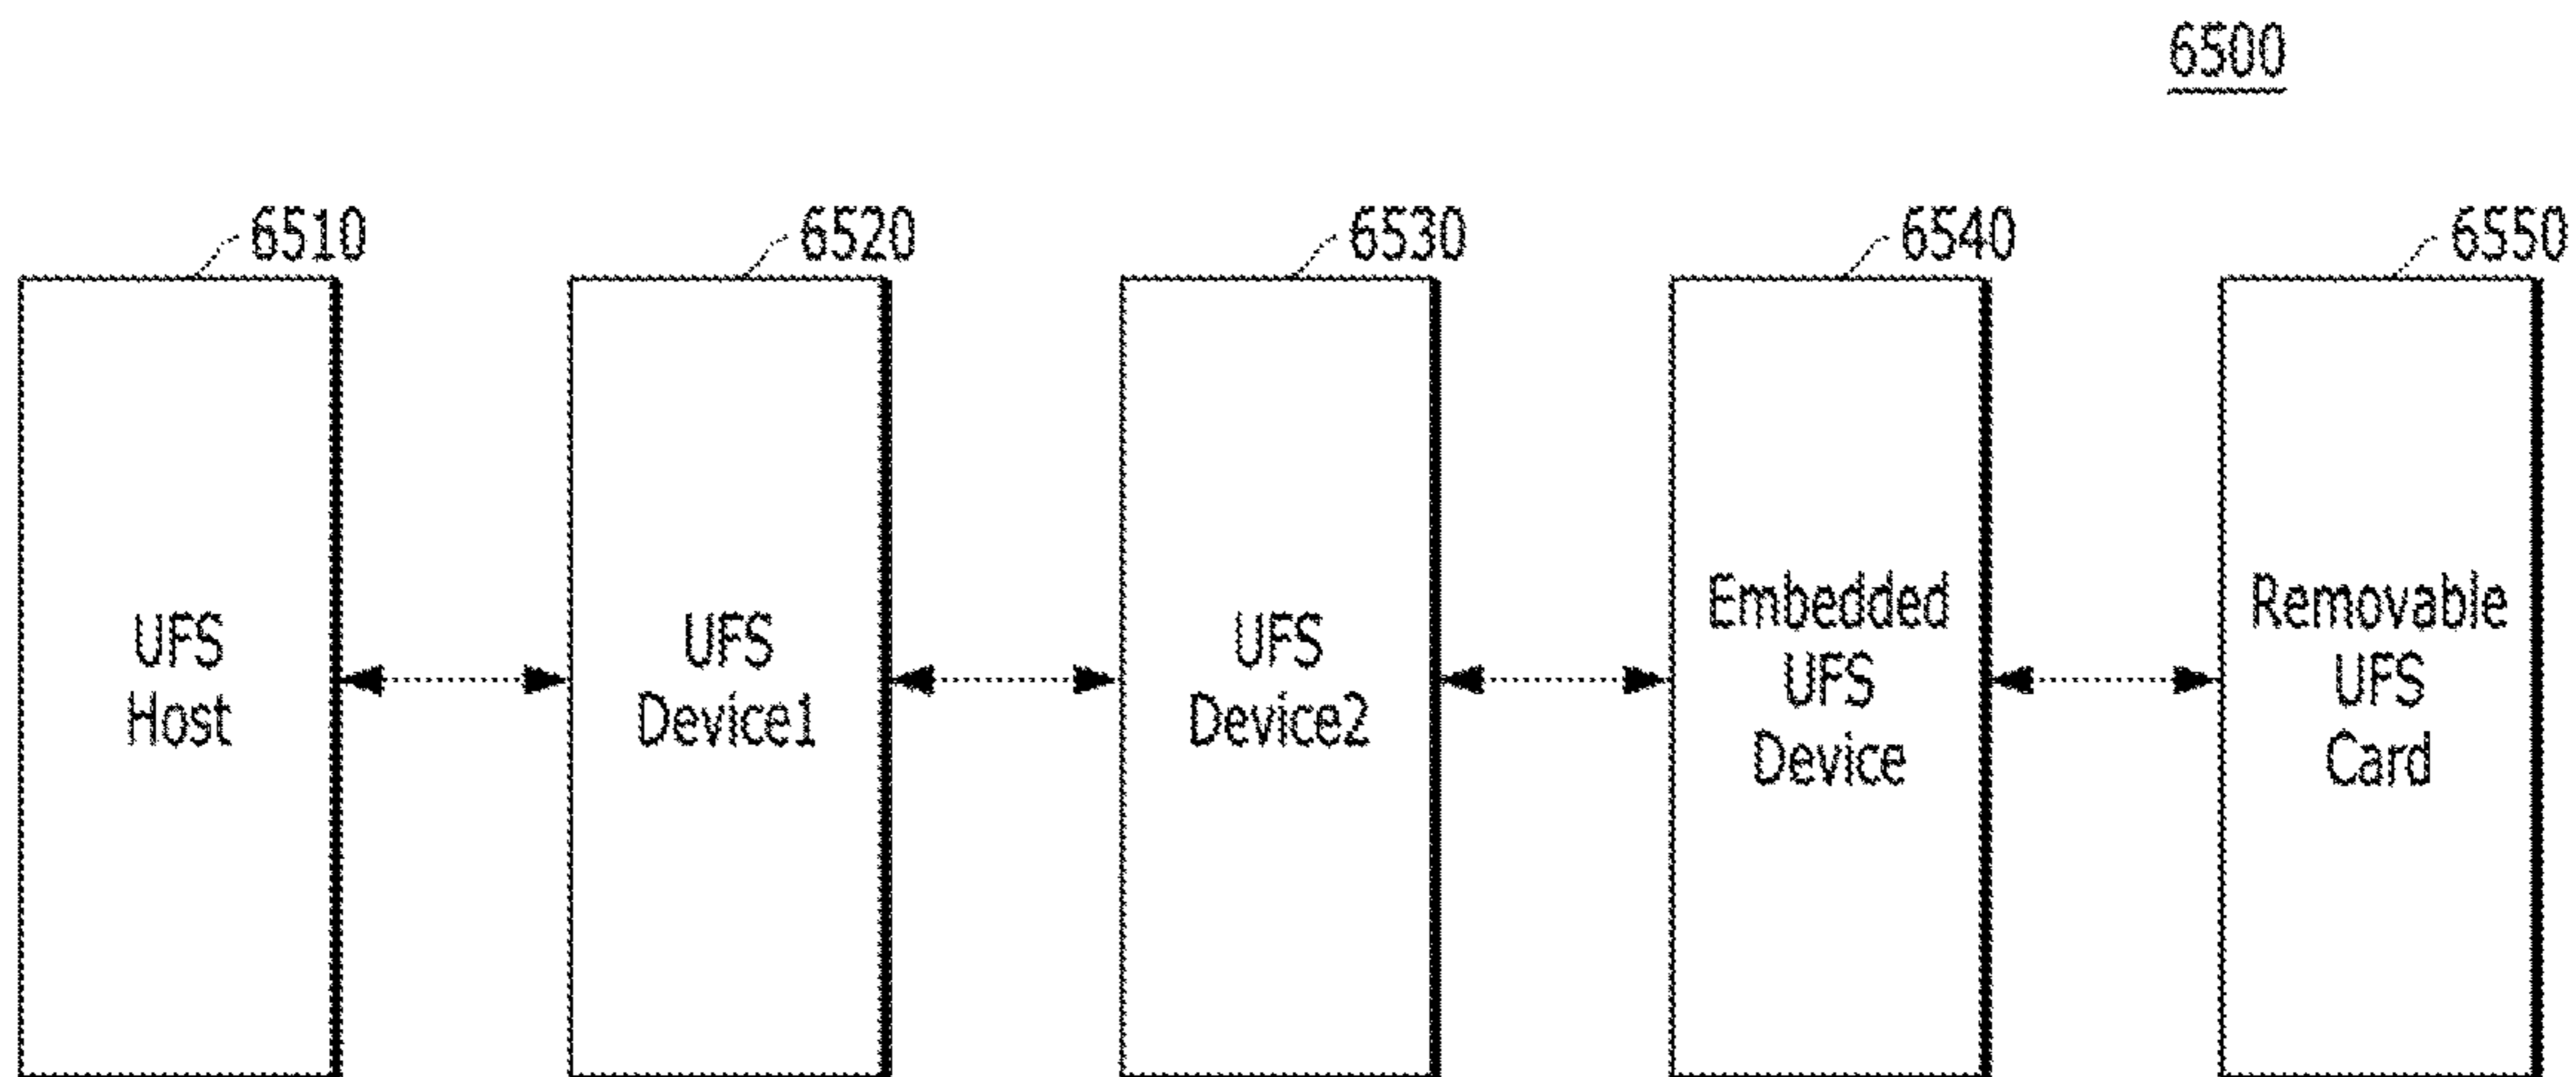 6500
6510
6520
6530
6540
6550
UFS
Host
UFS
Device1
UFS
Device2
Embedded
UFS
Device
Removable
UFS
Card